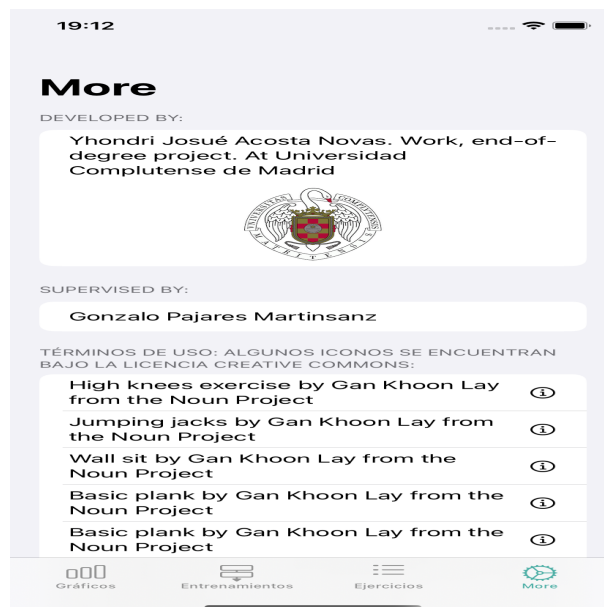 19:12
More
DEVELOPED BY:
Yhondri Josué Acosta Novas. Work, end-of-
degree project. At Universidad
Complutense de Madrid
UNIVERSITAS COMPLUTENSIS
MATRITENSIS
SUPERVISED BY:
Gonzalo Pajares Martinsanz
TÉRMINOS DE USO: ALGUNOS ICONOS SE ENCUENTRAN
BAJO LA LICENCIA CREATIVE COMMONS:
High knees exercise by Gan Khoon Lay
from the Noun Project
Jumping jacks by Gan Khoon Lay from
the Noun Project
Wall sit by Gan Khoon Lay from the
Noun Project
Basic plank by Gan Khoon Lay from the
Noun Project
Basic plank by Gan Khoon Lay from the
Noun Project
Gráficos
Entrenamientos
Ejercicios
More